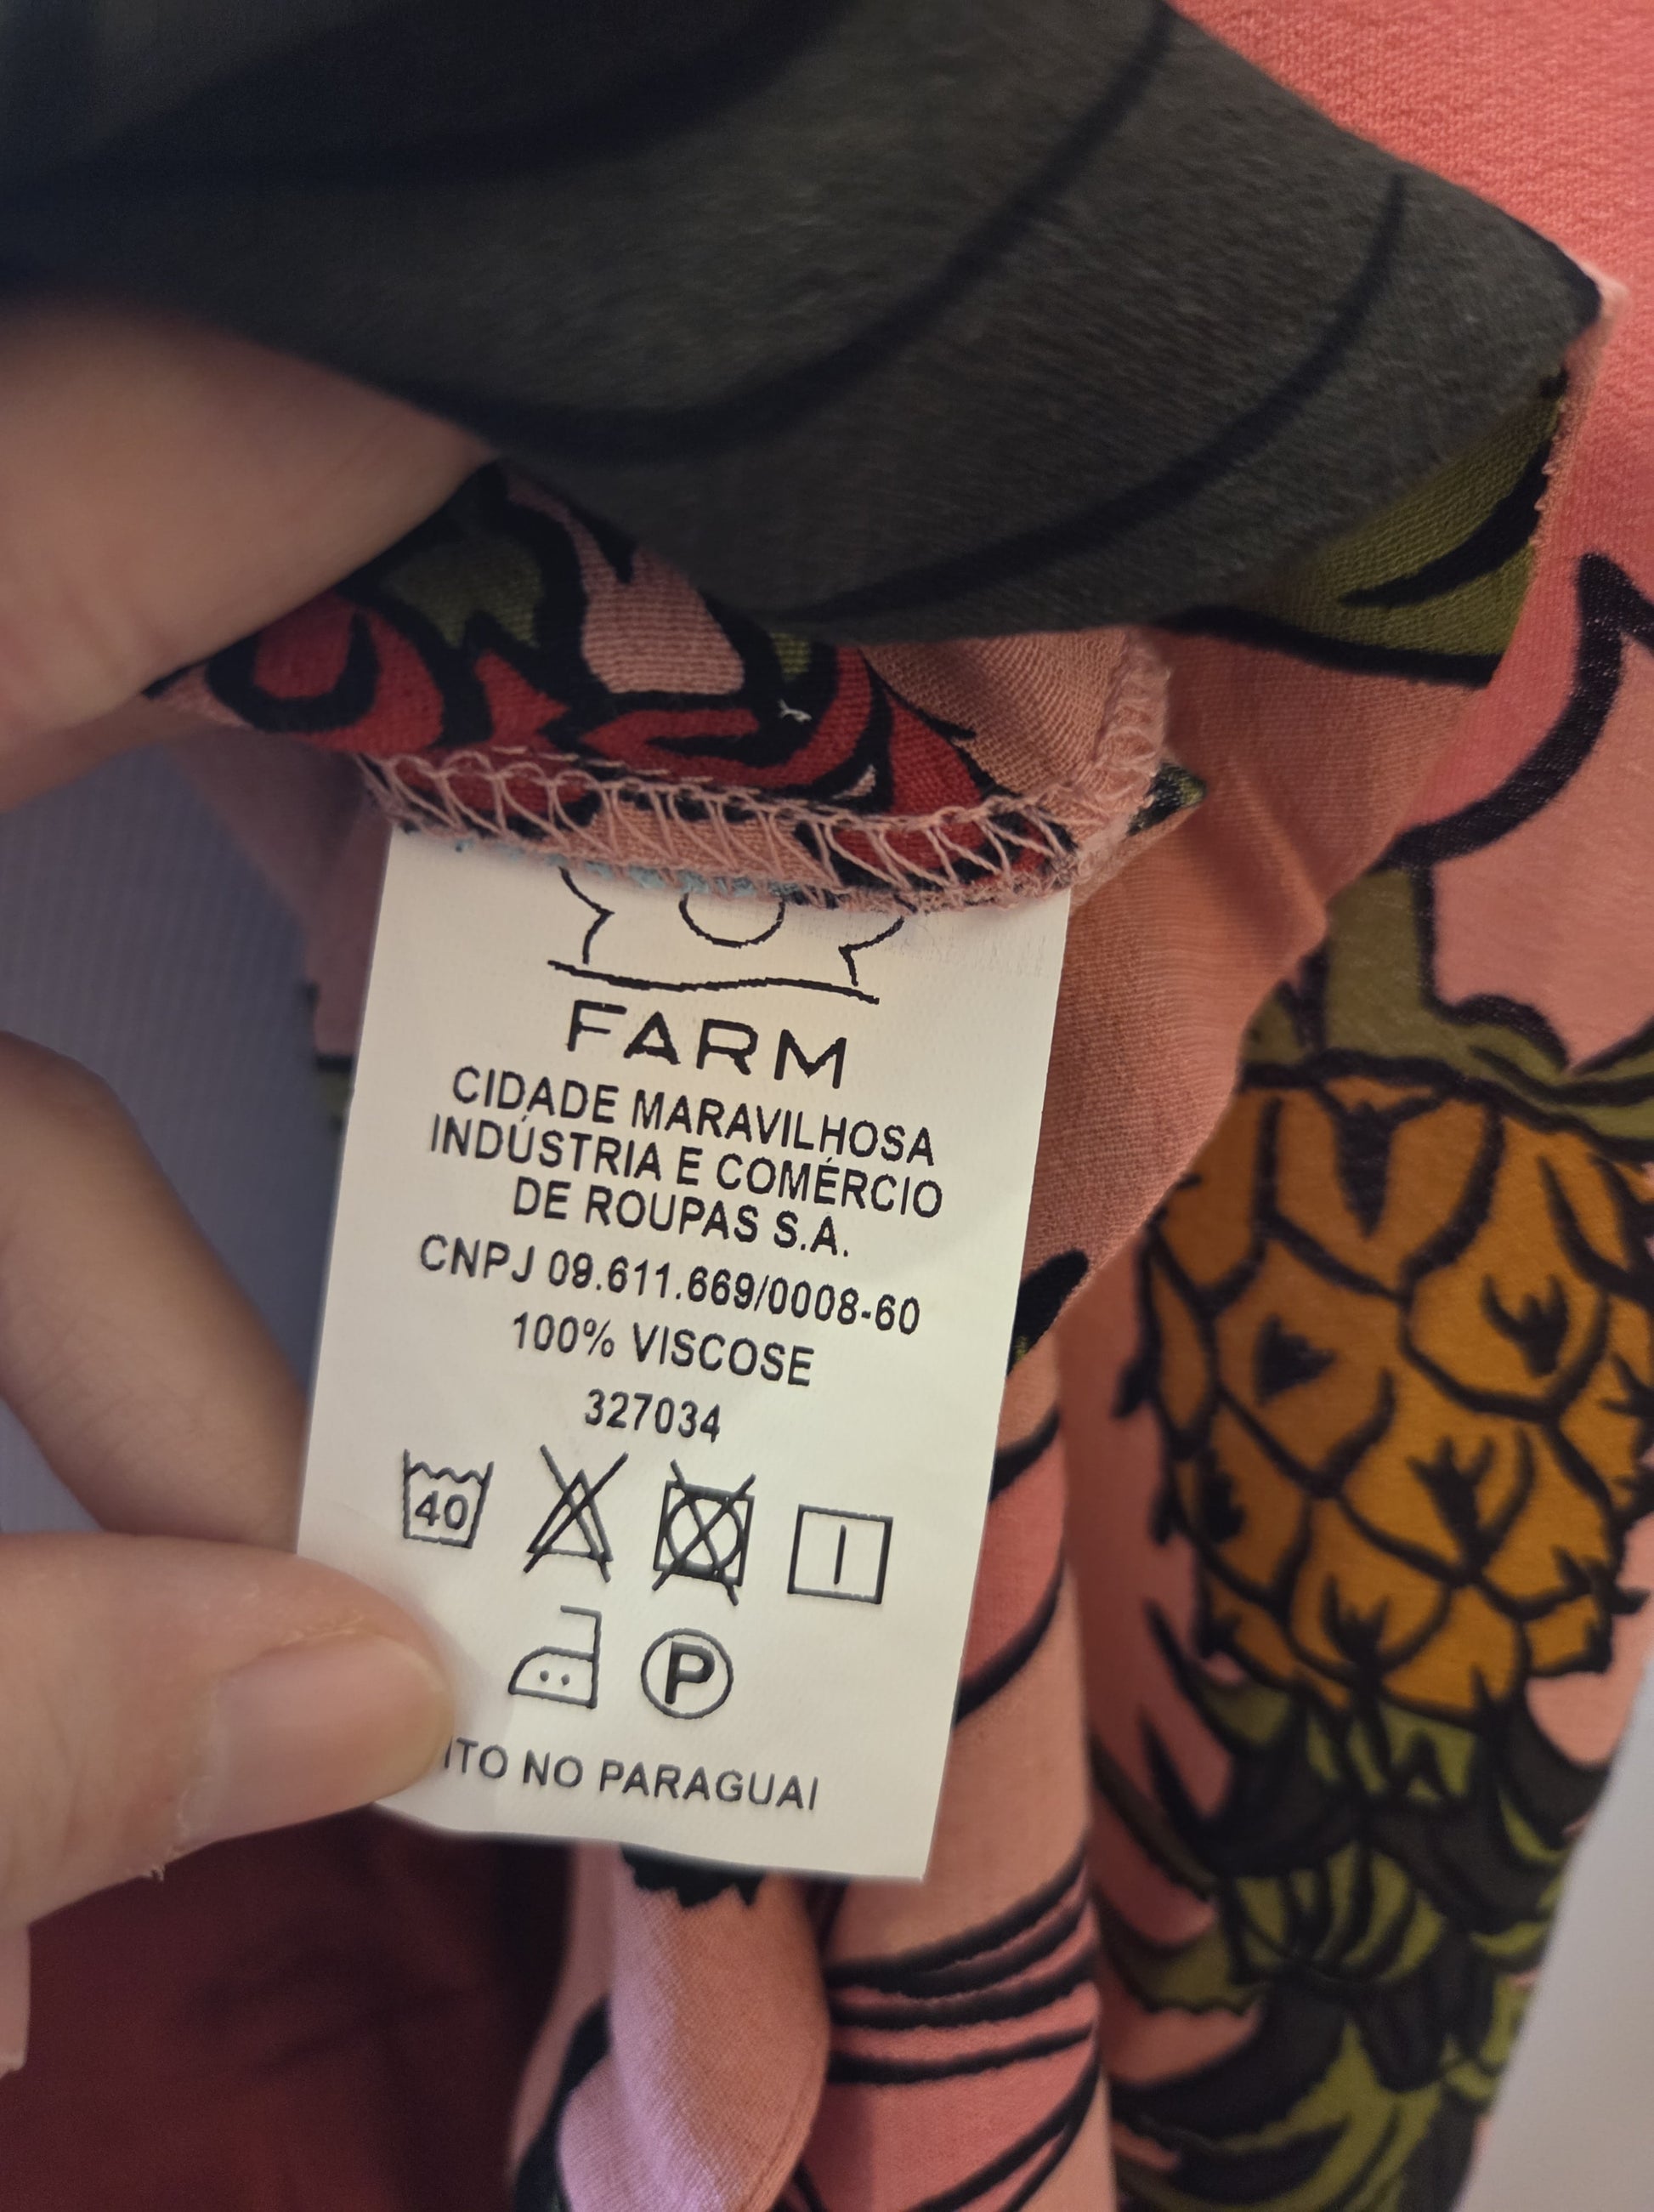 FARM
CIDADE MARAVILHOSA
INDÚSTRIA E COMÉRCIO
DE ROUPAS S.A.
CNPJ 09.611.669/0008-60
100% VISCOSE
327034
40
P
ITO NO PARAGUAI